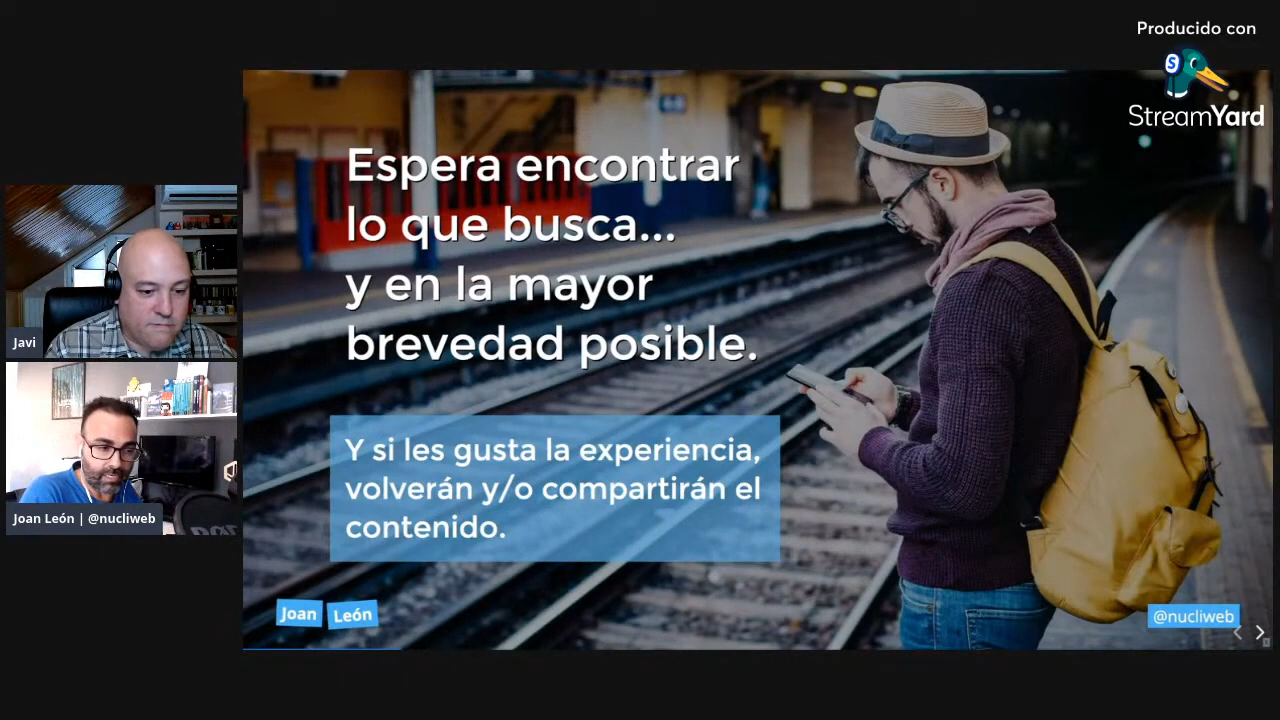 Producido con
StreamYard
Espera encontrar
lo que busca...
y en la mayor
brevedad posible.
Javi
Y si les gusta la experiencia,
volverán y/o compartirán el
contenido.
Joan León | @nucliweb
Joan León
@nucliweb